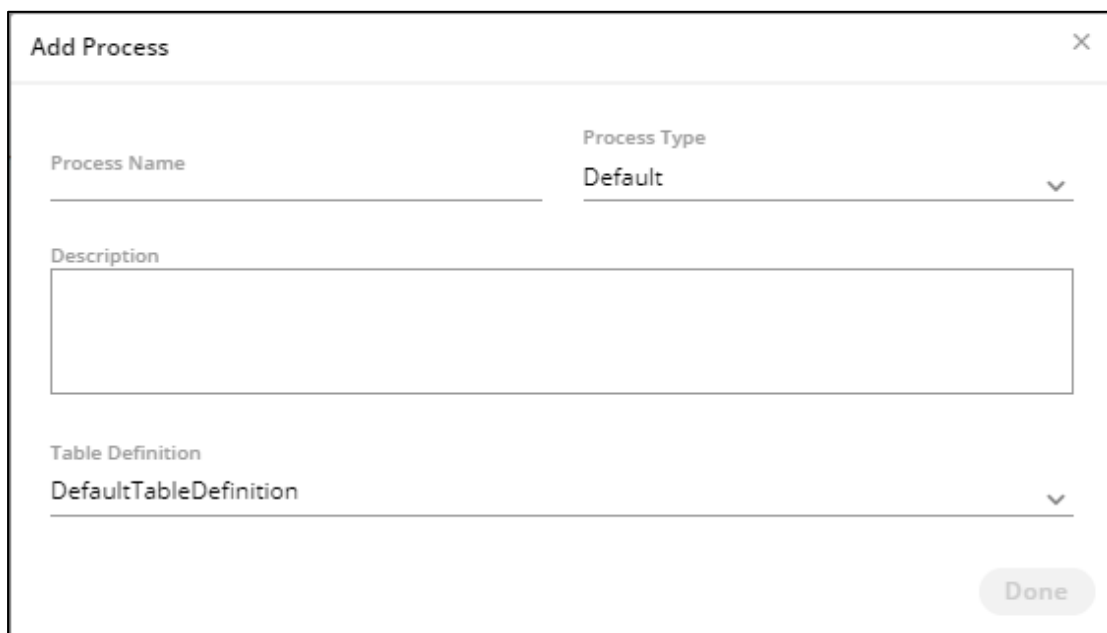 Add Process
Process Name
Process Type
Default
Description
Table Definition
DefaultTableDefinition
Done